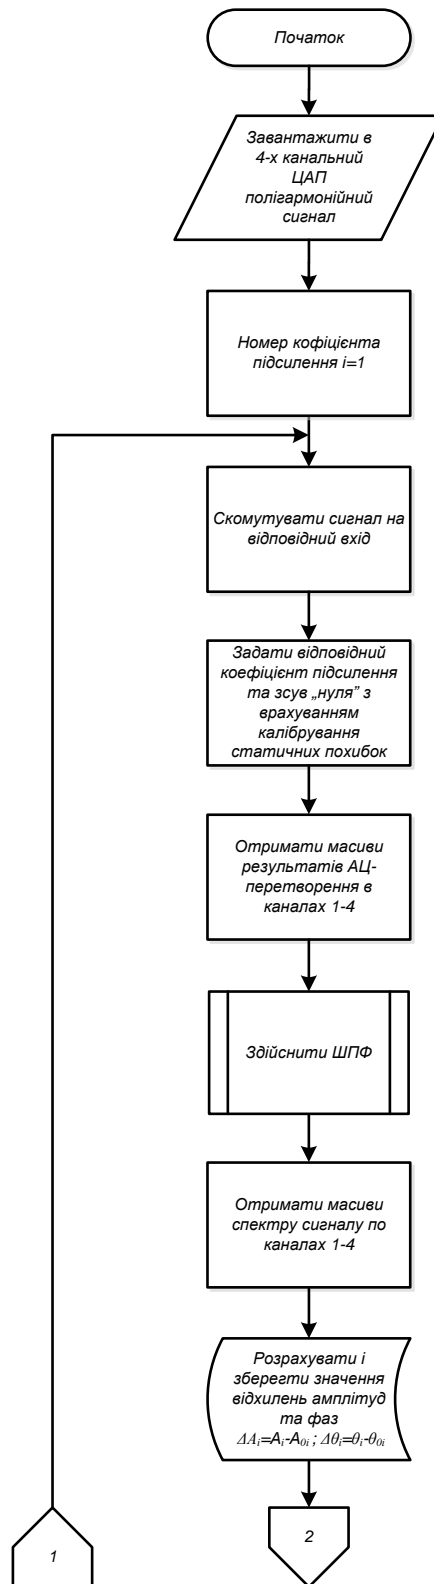 Початок
Завантажити в
4-х канальний
ЦАП
полігармонійний
сигнал
Номер кофіцієнта
підсилення i=1
Скомутувати сигнал на
відповідний вхід
Задати відповідний
коефіцієнт підсилення
та зсув „нуля” з
врахуванням
калібрування
статичних похибок
Отримати масиви
результатів АЦ-
перетворення в
каналах 1-4
Здійснити ШПФ
Отримати масиви
спектру сигналу по
каналах 1-4
Розрахувати і
зберегти значення
відхилень амплітуд
та фаз
ΔAi=Ai-A0i ; Δθi=θi-θ0i
1
2